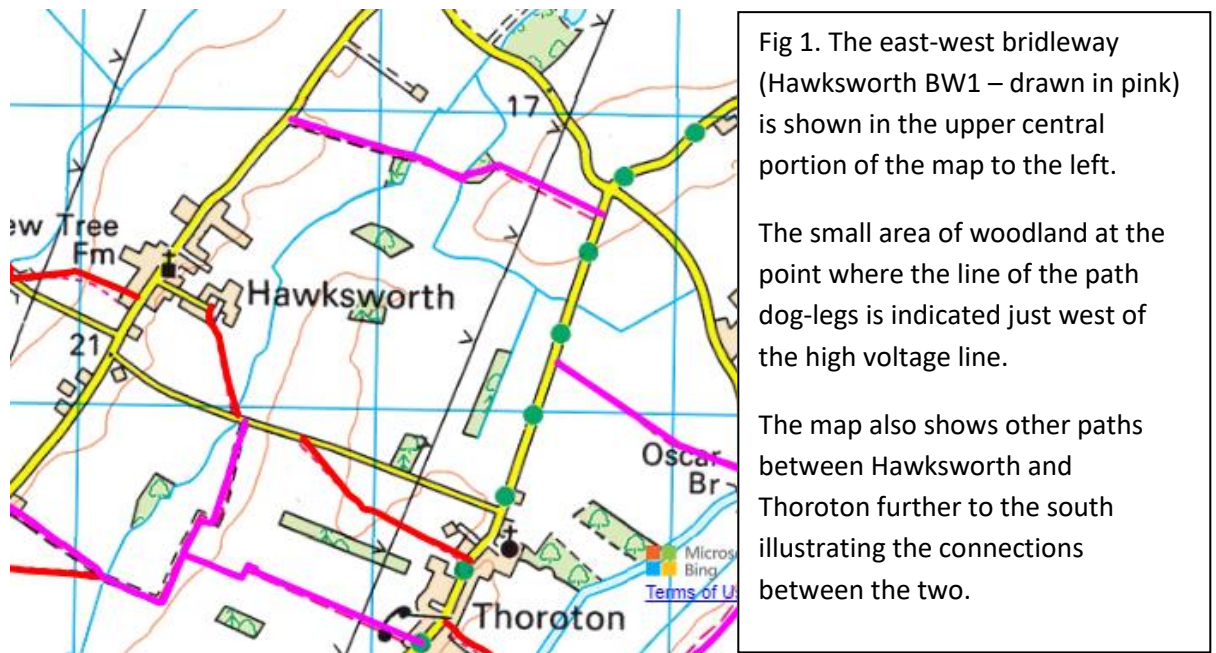 17
ew Tree
Fm
Hawksworth
21
Oscar
Br
Thoroton
Micros
Bing
Terms of U
Fig 1. The east-west bridleway
(Hawksworth BW1 – drawn in pink)
is shown in the upper central
portion of the map to the left.
The small area of woodland at the
point where the line of the path
dog-legs is indicated just west of
the high voltage line.
The map also shows other paths
between Hawksworth and
Thoroton further to the south
illustrating the connections
between the two.